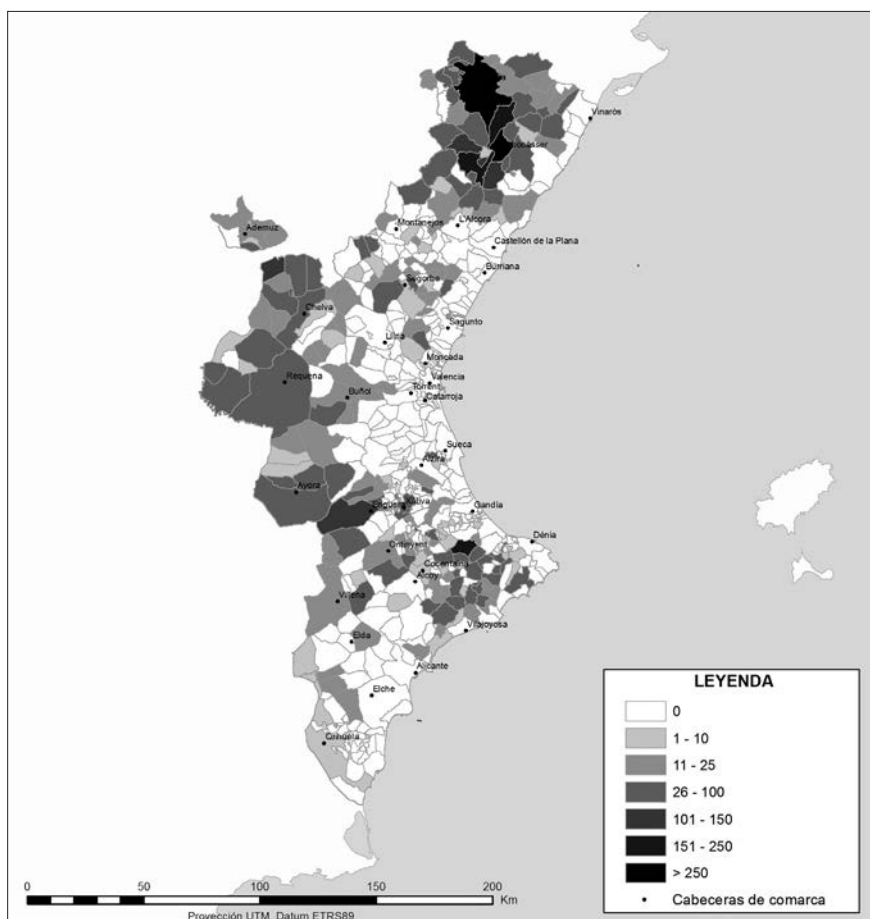 Vinaròs
Ademuz
Montanejos
L'Alcora
Castellón de la Plana
Burriana
Segorbe
Chelva
Sagunto
Llíria
Moncada
Valencia
Requena
Torrent
Buñol
Catarroja
Sueca
Alzira
Ayora
Enguera
Xàtiva
Gandía
Dénia
Ontinyent
Cocentaina
Alcoy
Villena
Vilajoyosa
Elda
Alicante
Elche
Orihuela
LEYENDA
0
1 - 10
11 - 25
26 - 100
101 - 150
151 - 250
> 250
Cabeceras de comarca
0 50 100 150 200
Km
Proyección UTM. Datum ETRS89